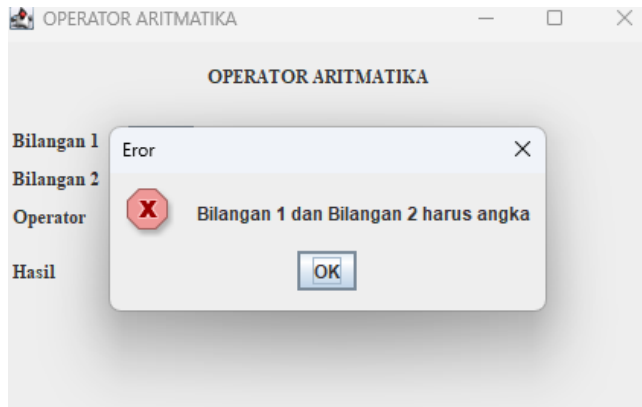 OPERATOR ARITMATIKA
OPERATOR ARITMATIKA
Bilangan 1
Eror
Bilangan 2
Bilangan 1 dan Bilangan 2 harus angka
Operator
OK
Hasil